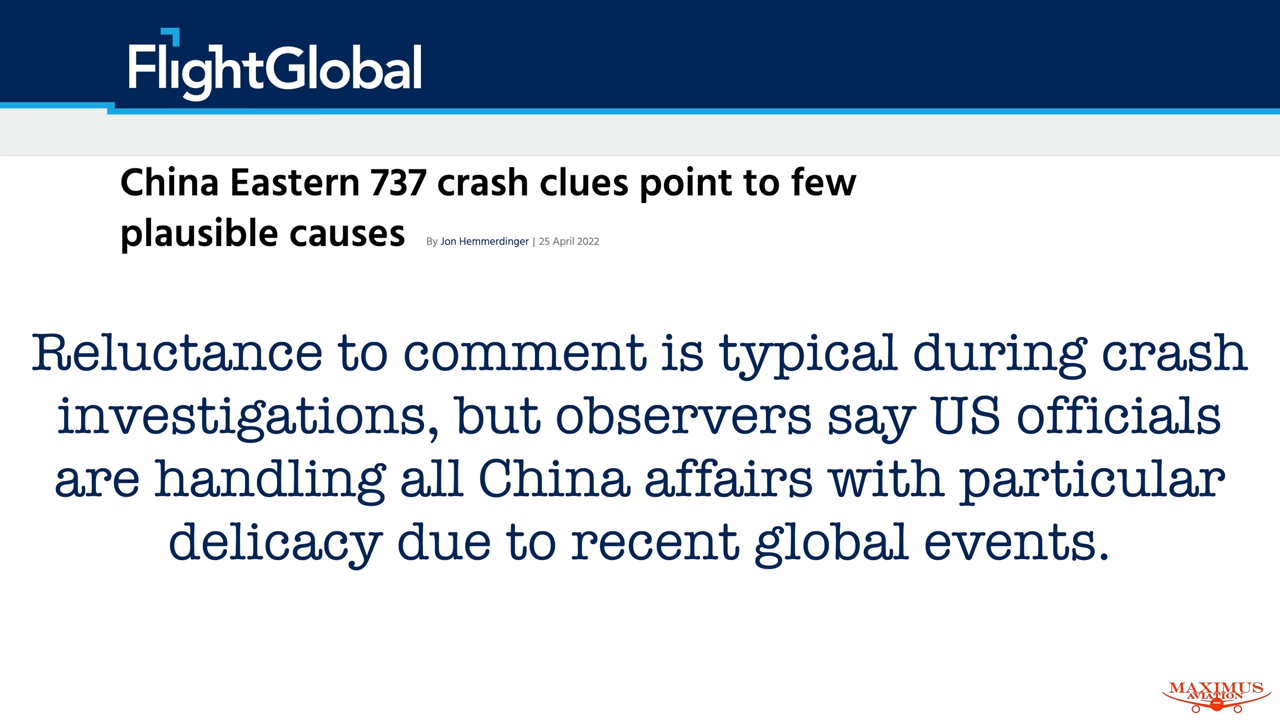 FlightGlobal
China Eastern 737 crash clues point to few
plausible causes By Jon Hemmerdinger | 25 April 2022
Reluctance to comment is typical during crash
investigations, but observers say US officials
are handling all China affairs with particular
delicacy due to recent global events.
MAXIMUS
AVIATION